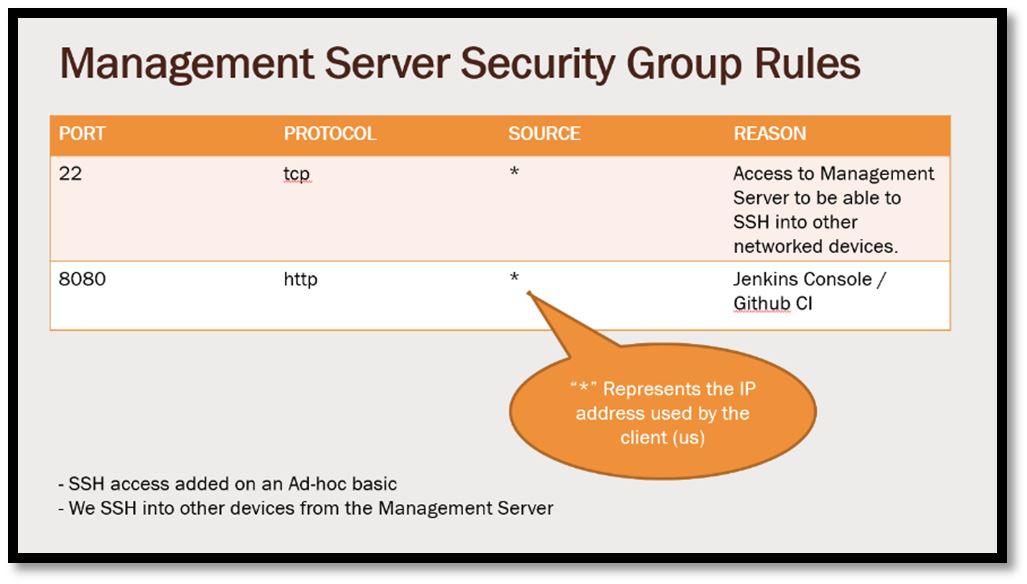 Management Server Security Group Rules
PORT PROTOCOL SOURCE REASON
22 tcp * Access to Management
Server to be able to
SSH into other
networked devices.
8080 http * Jenkins Console /
Github CI
“*” Represents the IP
address used by the
client (us)
- SSH access added on an Ad-hoc basic
- We SSH into other devices from the Management Server